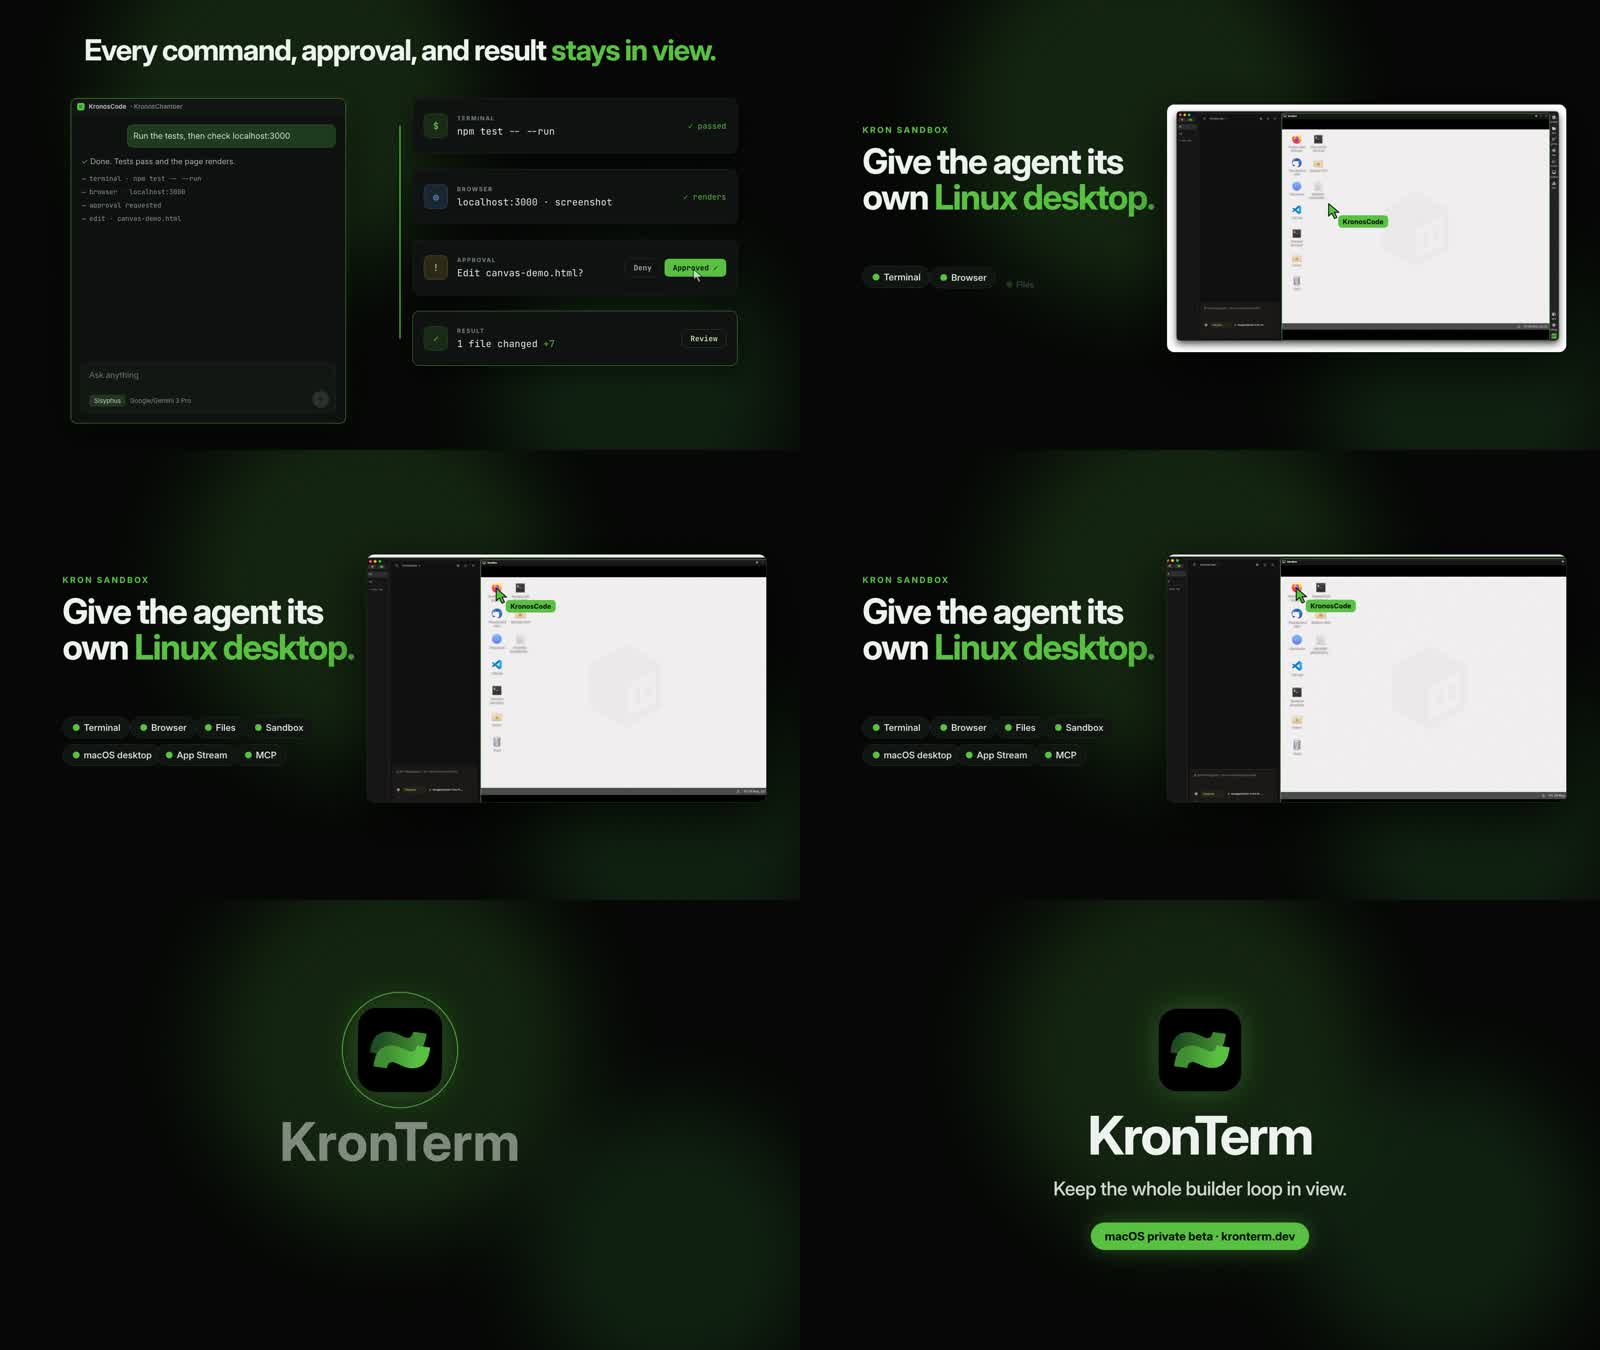 Every command, approval, and result stays in view.
KronosCode · KronosChamber
Run the tests, then check localhost:3000
✓ Done. Tests pass and the page renders.
— terminal · npm test -- --run
— browser · localhost:3000
— approval requested
— edit · canvas-demo.html
Ask anything
Sisyphus Google/Gemini 3 Pro
$ TERMINAL
npm test -- --run
✓ passed
BROWSER
localhost:3000 · screenshot
✓ renders
! APPROVAL
Edit canvas-demo.html?
Deny Approved ✓
✓ RESULT
1 file changed +7
Review
KRON SANDBOX
Give the agent its
own Linux desktop.
Terminal Browser Files
KronosCode
KRON SANDBOX
Give the agent its
own Linux desktop.
Terminal Browser Files Sandbox
macOS desktop App Stream MCP
KronosCode
KRON SANDBOX
Give the agent its
own Linux desktop.
Terminal Browser Files Sandbox
macOS desktop App Stream MCP
KronosCode
KronTerm
KronTerm
Keep the whole builder loop in view.
macOS private beta · kronterm.dev